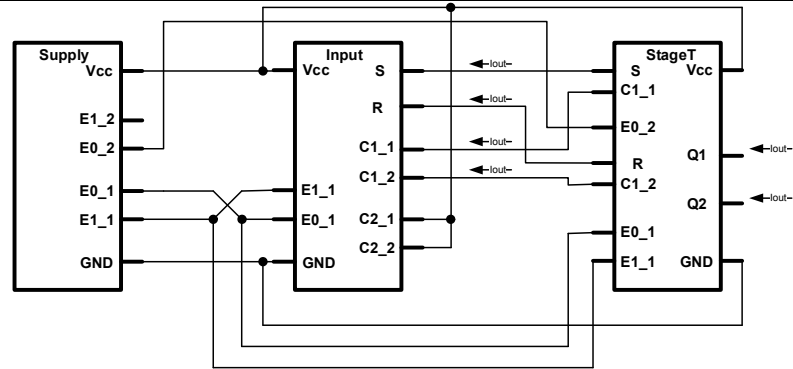 Supply
Vcc
E1_2
E0_2
E0_1
E1_1
GND
Input
Vcc
S
R
C1_1
C1_2
E1_1
E0_1
C2_1
C2_2
GND
Iout
Iout
Iout
Iout
StageT
S
Vcc
C1_1
E0_2
Q1
R
C1_2
Q2
E0_1
E1_1
GND
Iout
Iout